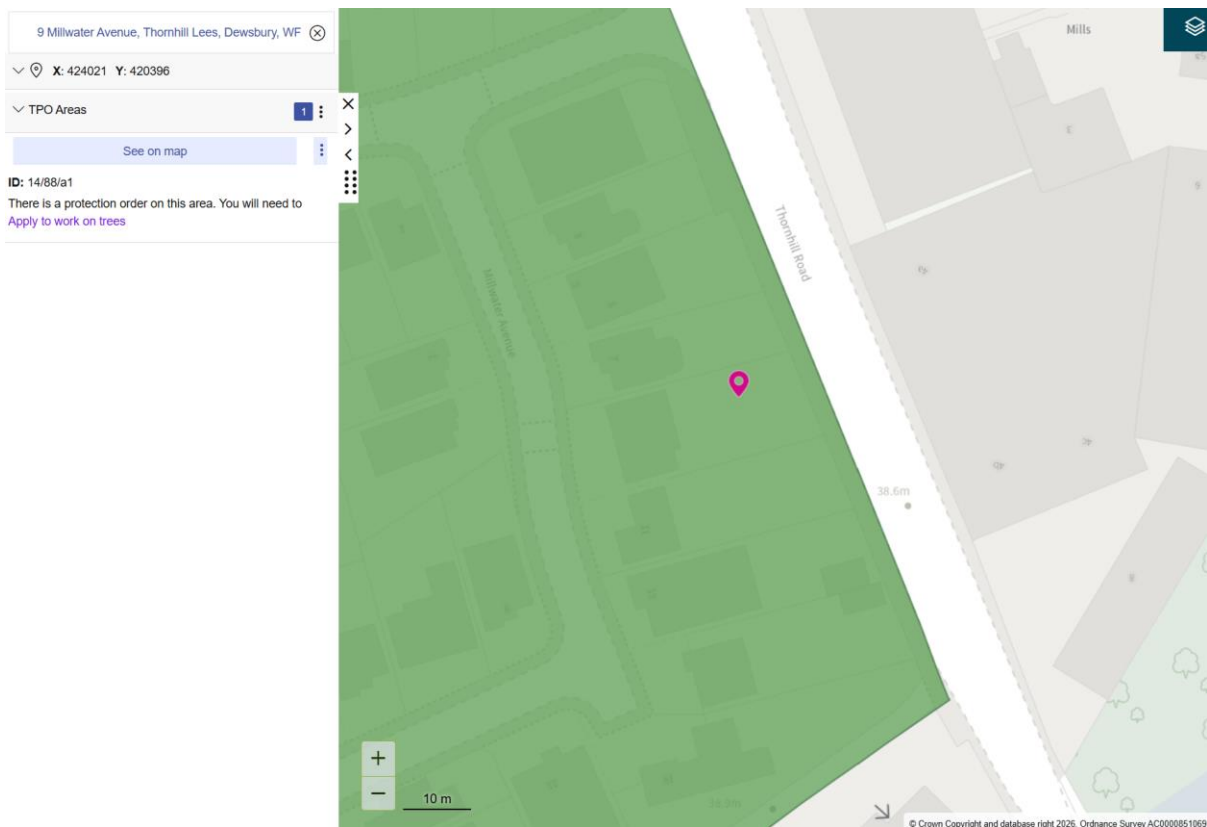 9 Millwater Avenue, Thornhill Lees, Dewsbury, WF
X: 424021 Y: 420396
TPO Areas
1
See on map
ID: 14/88/a1
There is a protection order on this area. You will need to
Apply to work on trees
Mills
Thornhill Road
Millwater Avenue
38.6m
10 m
© Crown Copyright and database right 2026. Ordnance Survey AC0000851069